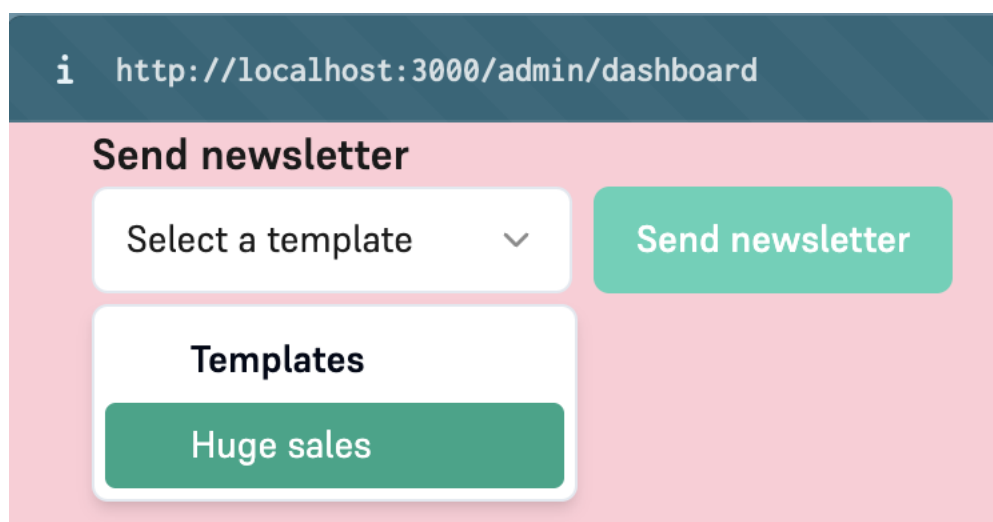 i http://localhost:3000/admin/dashboard
Send newsletter
Select a template Send newsletter
Templates
Huge sales